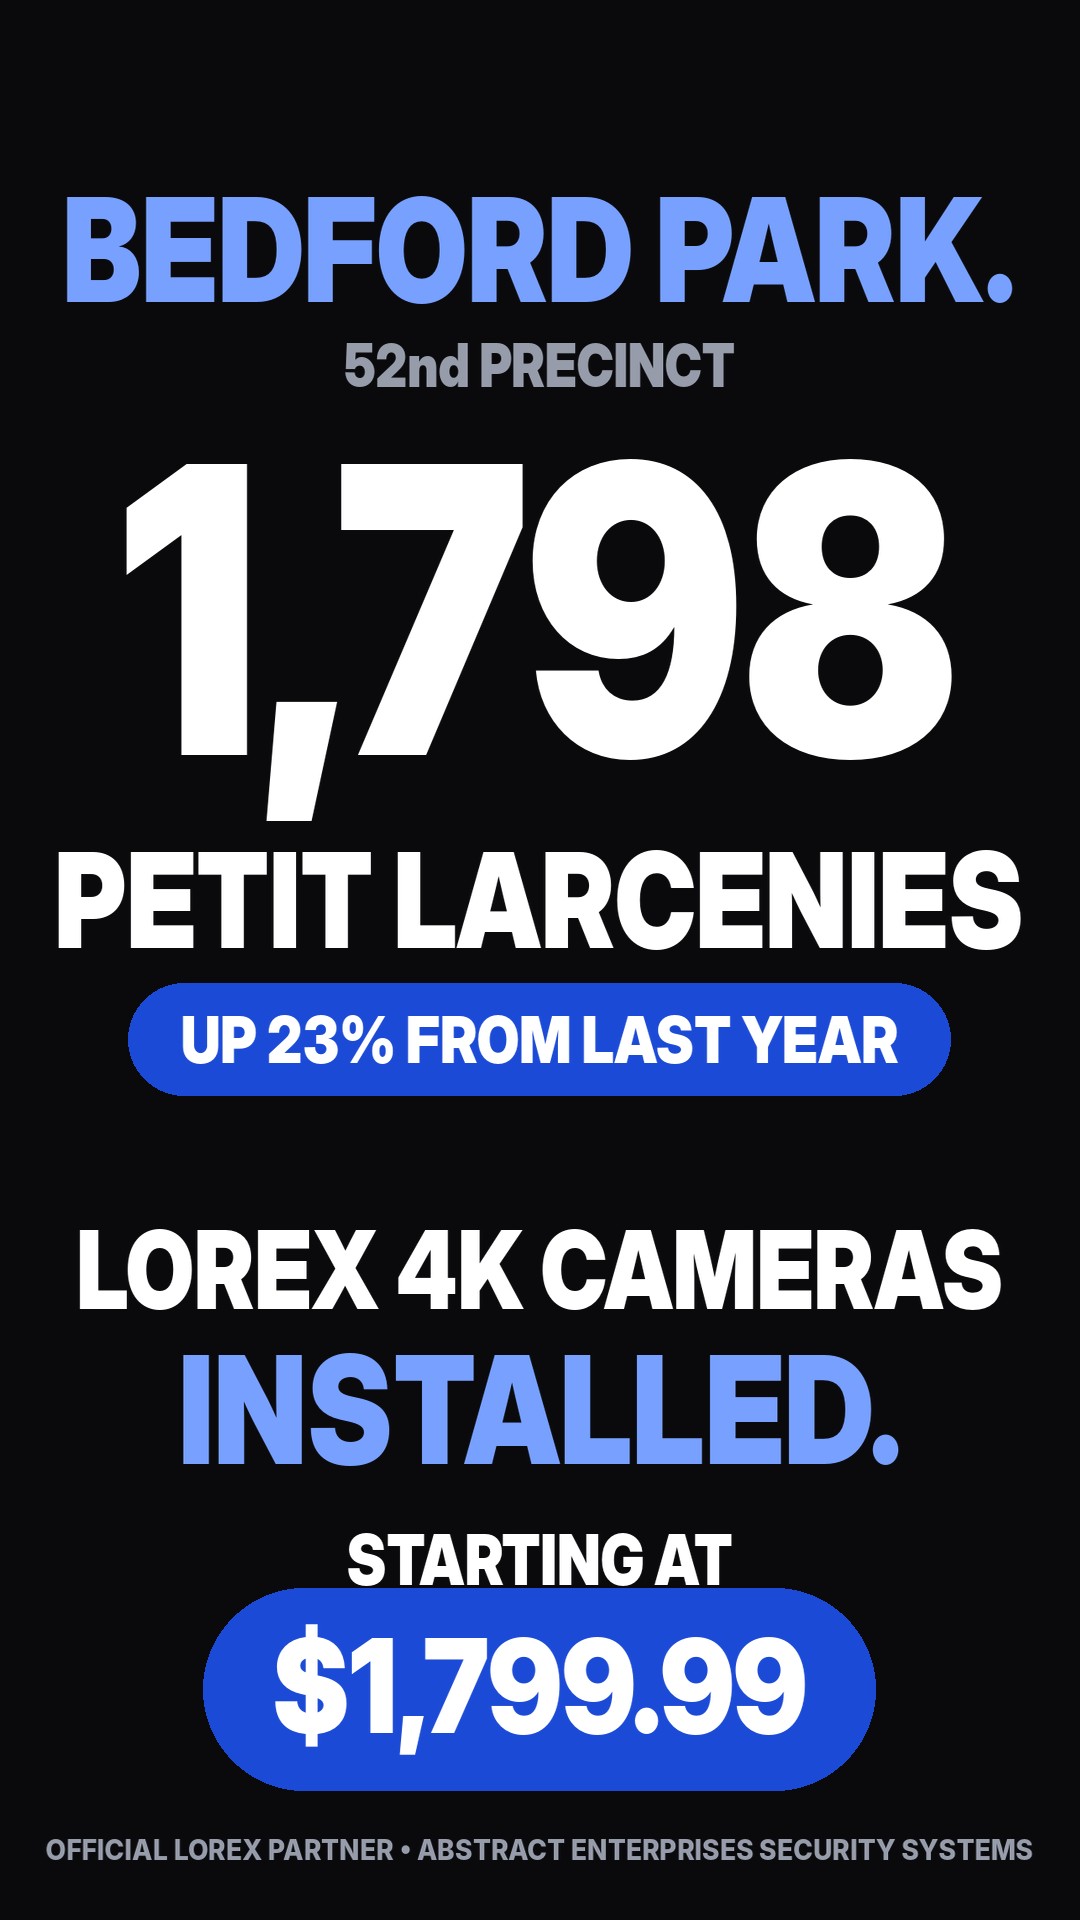 BEDFORD PARK.
52nd PRECINCT
1,798
PETIT LARCENIES
UP 23% FROM LAST YEAR
LOREX 4K CAMERAS
INSTALLED.
STARTING AT
$1,799.99
OFFICIAL LOREX PARTNER • ABSTRACT ENTERPRISES SECURITY SYSTEMS